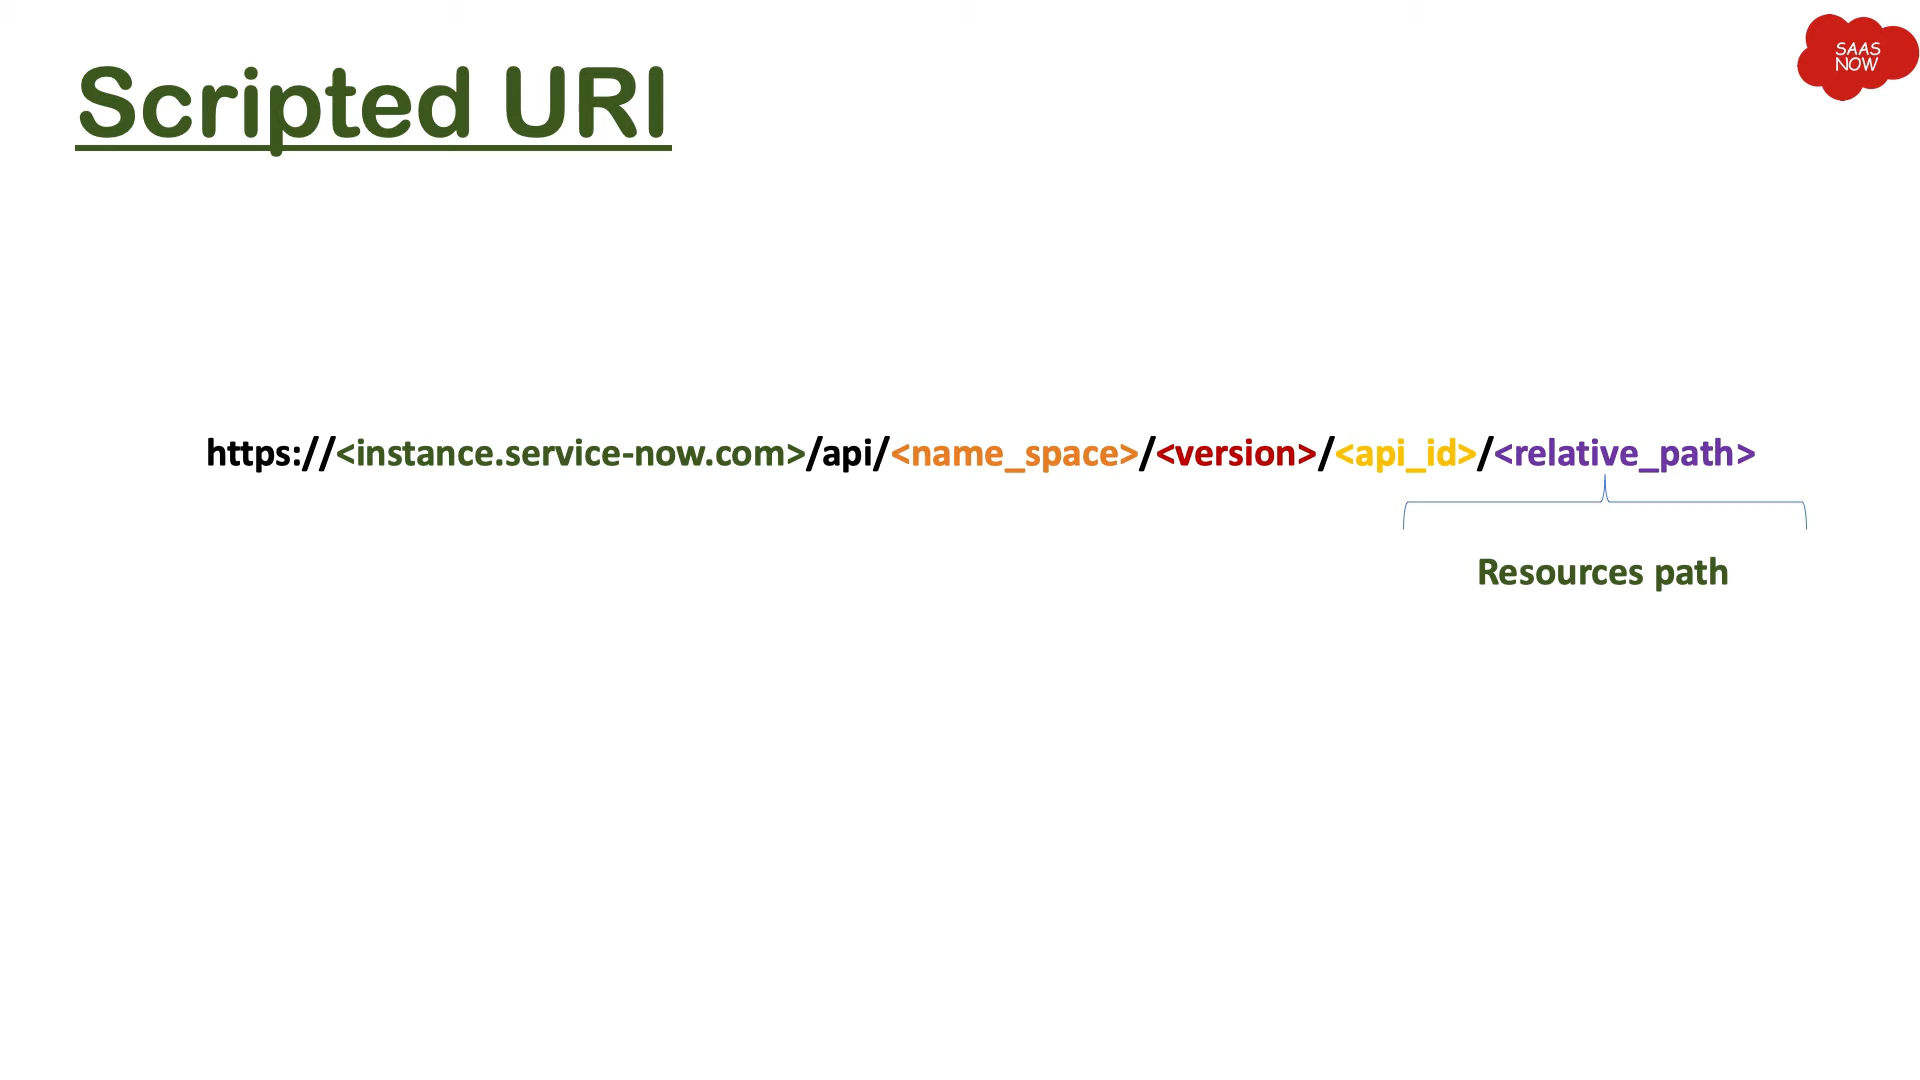 Scripted URI
SAAS
NOW
https://<instance.service-now.com>/api/<name_space>/<version>/<api_id>/<relative_path>
Resources path